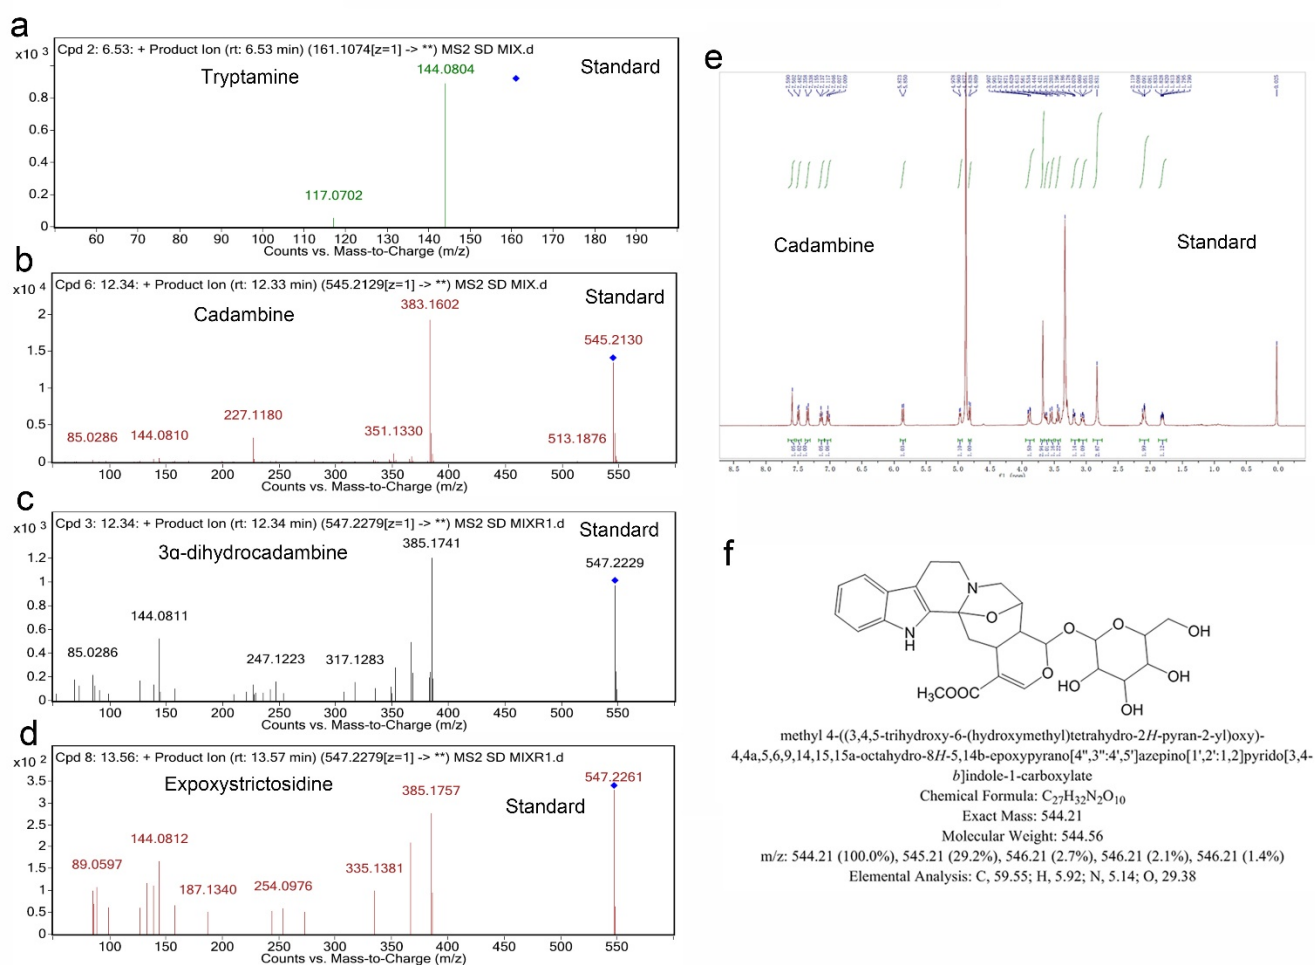 a
x10 3
Cpd 2: 6.53: + Product Ion (rt: 6.53 min) (161.1074[z=1] -> **) MS2 SD MIX.d
Tryptamine
144.0804
Standard
0.8
0.6
0.4
117.0702
0.2
0
60 70 80 90 100 110 120 130 140 150 160 170 180 190
Counts vs. Mass-to-Charge (m/z)
b
x10 4
Cpd 6: 12.34: + Product Ion (rt: 12.33 min) (545.2129[z=1] -> **) MS2 SD MIX.d
Cadambine
383.1602
Standard
2
545.2130
1.5
1
227.1180
0.5
85.0286 144.0810
351.1330
513.1876
0
100 150 200 250 300 350 400 450 500 550
Counts vs. Mass-to-Charge (m/z)
c
x10 3
Cpd 3: 12.34: + Product Ion (rt: 12.34 min) (547.2279[z=1] -> **) MS2 SD MIXR1.d
3α-dihydrocadambine
385.1741
Standard
1.2
547.2229
1
0.8
144.0811
0.6
0.4
85.0286
247.1223
317.1283
0.2
0
100 150 200 250 300 350 400 450 500 550
Counts vs. Mass-to-Charge (m/z)
d
x10 2
Cpd 8: 13.56: + Product Ion (rt: 13.57 min) (547.2279[z=1] -> **) MS2 SD MIXR1.d
Expoxystrictosidine
385.1757
547.2261
Standard
3.5
3
2.5
2
144.0812
1.5
89.0597
187.1340
254.0976
335.1381
1
0.5
0
100 150 200 250 300 350 400 450 500 550
Counts vs. Mass-to-Charge (m/z)
e
Cadambine
Standard
8.5 8.0 7.0 6.0 5.5 5.0 4.5 4.0 3.5 3.0 2.5 2.0 1.5 0.5 0.0
f
N
O
N
H
O
O
OH
H₃COOC
O
HO
OH
OH
methyl 4-((3,4,5-trihydroxy-6-(hydroxymethyl)tetrahydro-2H-pyran-2-yl)oxy)-
4,4a,5,6,9,14,15,15a-octahydro-8H-5,14b-epoxypyrano[4",3":4',5']azepino[1',2':1,2]pyrido[3,4-
b]indole-1-carboxylate
Chemical Formula: C₂₇H₃₂N₂O₁₀
Exact Mass: 544.21
Molecular Weight: 544.56
m/z: 544.21 (100.0%), 545.21 (29.2%), 546.21 (2.7%), 546.21 (2.1%), 546.21 (1.4%)
Elemental Analysis: C, 59.55; H, 5.92; N, 5.14; O, 29.38